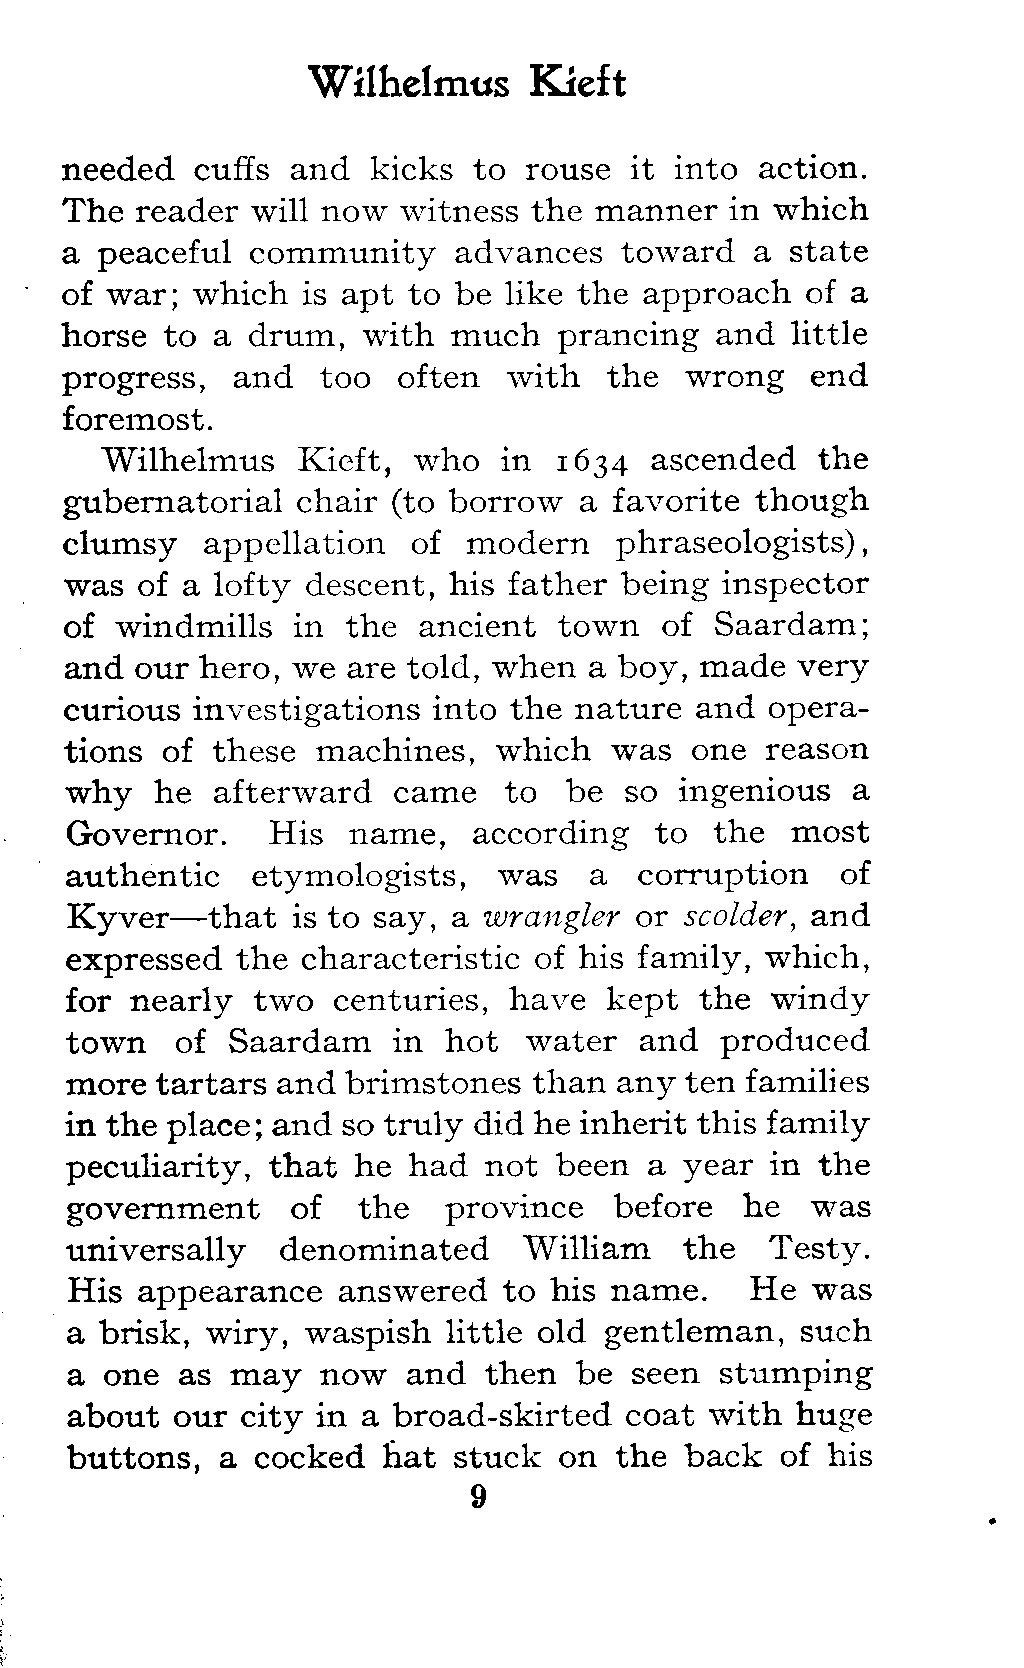 Wilhelmus Kieft
needed cuffs and kicks to rouse it into action.
The reader will now witness the manner in which
a peaceful community advances toward a state
of war; which is apt to be like the approach of a
horse to a drum, with much prancing and little
progress, and too often with the wrong end
foremost.
Wilhelmus Kieft, who in 1634 ascended the
gubernatorial chair (to borrow a favorite though
clumsy appellation of modern phraseologists),
was of a lofty descent, his father being inspector
of windmills in the ancient town of Saardam;
and our hero, we are told, when a boy, made very
curious investigations into the nature and opera-
tions of these machines, which was one reason
why he afterward came to be so ingenious a
Governor. His name, according to the most
authentic etymologists, was a corruption of
Kyver—that is to say, a wrangler or scolder, and
expressed the characteristic of his family, which,
for nearly two centuries, have kept the windy
town of Saardam in hot water and produced
more tartars and brimstones than any ten families
in the place; and so truly did he inherit this family
peculiarity, that he had not been a year in the
government of the province before he was
universally denominated William the Testy.
His appearance answered to his name. He was
a brisk, wiry, waspish little old gentleman, such
a one as may now and then be seen stumping
about our city in a broad-skirted coat with huge
buttons, a cocked hat stuck on the back of his
9